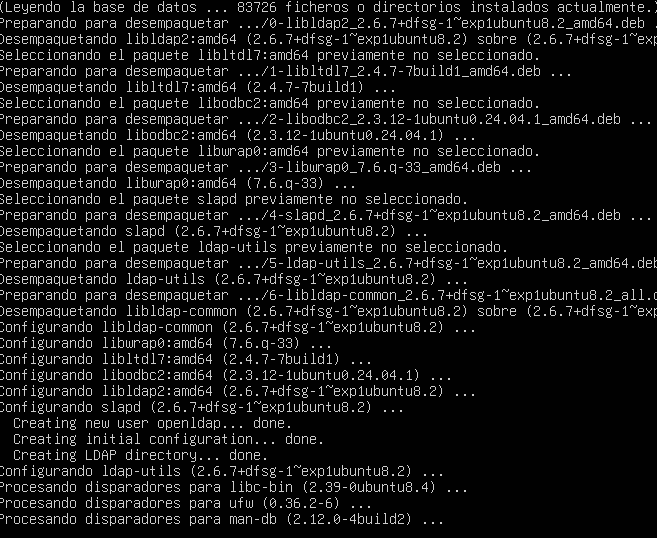 (Leyendo la base de datos ... 83726 ficheros o directorios instalados actualmente.)
Preparando para desempaquetar .../0-libldap2_2.6.7+dfsg-1~exp1ubuntu8.2_amd64.deb ...
Desempaquetando libldap2:amd64 (2.6.7+dfsg-1~exp1ubuntu8.2) sobre (2.6.7+dfsg-1~exp
Seleccionando el paquete libltdl7:amd64 previamente no seleccionado.
Preparando para desempaquetar .../1-libltdl7_2.4.7-7build1_amd64.deb ...
Desempaquetando libltdl7:amd64 (2.4.7-7build1) ...
Seleccionando el paquete libodbc2:amd64 previamente no seleccionado.
Preparando para desempaquetar .../2-libodbc2_2.3.12-1ubuntu0.24.04.1_amd64.deb ...
Desempaquetando libodbc2:amd64 (2.3.12-1ubuntu0.24.04.1) ...
Seleccionando el paquete libwrap0:amd64 previamente no seleccionado.
Preparando para desempaquetar .../3-libwrap0_7.6.q-33_amd64.deb ...
Desempaquetando libwrap0:amd64 (7.6.q-33) ...
Seleccionando el paquete slapd previamente no seleccionado.
Preparando para desempaquetar .../4-slapd_2.6.7+dfsg-1~exp1ubuntu8.2_amd64.deb ...
Desempaquetando slapd (2.6.7+dfsg-1~exp1ubuntu8.2) ...
Seleccionando el paquete ldap-utils previamente no seleccionado.
Preparando para desempaquetar .../5-ldap-utils_2.6.7+dfsg-1~exp1ubuntu8.2_amd64.deb
Desempaquetando ldap-utils (2.6.7+dfsg-1~exp1ubuntu8.2) ...
Preparando para desempaquetar .../6-libldap-common_2.6.7+dfsg-1~exp1ubuntu8.2_all.d
Desempaquetando libldap-common (2.6.7+dfsg-1~exp1ubuntu8.2) sobre (2.6.7+dfsg-1~exp
Configurando libldap-common (2.6.7+dfsg-1~exp1ubuntu8.2) ...
Configurando libwrap0:amd64 (7.6.q-33) ...
Configurando libltdl7:amd64 (2.4.7-7build1) ...
Configurando libodbc2:amd64 (2.3.12-1ubuntu0.24.04.1) ...
Configurando libldap2:amd64 (2.6.7+dfsg-1~exp1ubuntu8.2) ...
Configurando slapd (2.6.7+dfsg-1~exp1ubuntu8.2) ...
Creating new user openldap... done.
Creating initial configuration... done.
Creating LDAP directory... done.
Configurando ldap-utils (2.6.7+dfsg-1~exp1ubuntu8.2) ...
Procesando disparadores para libc-bin (2.39-0ubuntu8.4) ...
Procesando disparadores para ufw (0.36.2-6) ...
Procesando disparadores para man-db (2.12.0-4build2) ...